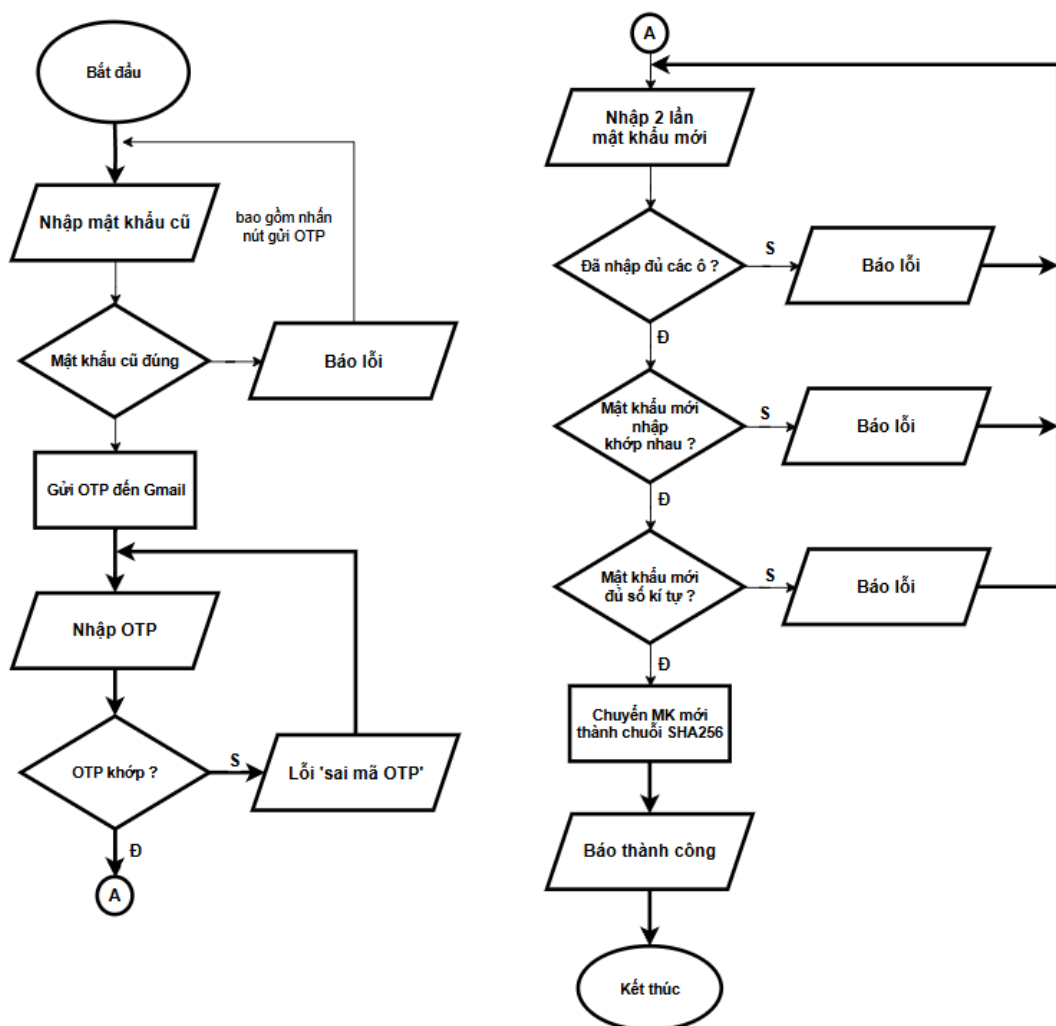 Bắt đầu
Nhập mật khẩu cũ
bao gồm nhấn
nút gửi OTP
Mật khẩu cũ đúng
Báo lỗi
Gửi OTP đến Gmail
Nhập OTP
OTP khớp ?
S
Lỗi 'sai mã OTP'
Đ
A
A
Nhập 2 lần
mật khẩu mới
Đã nhập đủ các ô ?
S
Báo lỗi
Đ
Mật khẩu mới
nhập
khớp nhau ?
S
Báo lỗi
Đ
Mật khẩu mới
đủ số kí tự ?
S
Báo lỗi
Đ
Chuyển MK mới
thành chuỗi SHA256
Báo thành công
Kết thúc